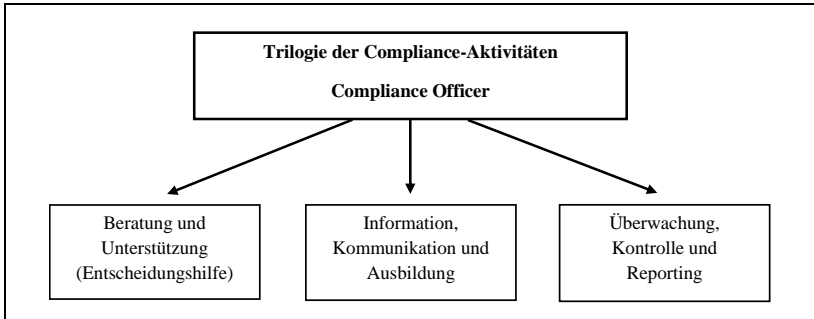 Trilogie der Compliance-Aktivitäten
Compliance Officer
Beratung und
Unterstützung
(Entscheidungshilfe)
Information,
Kommunikation und
Ausbildung
Überwachung,
Kontrolle und
Reporting